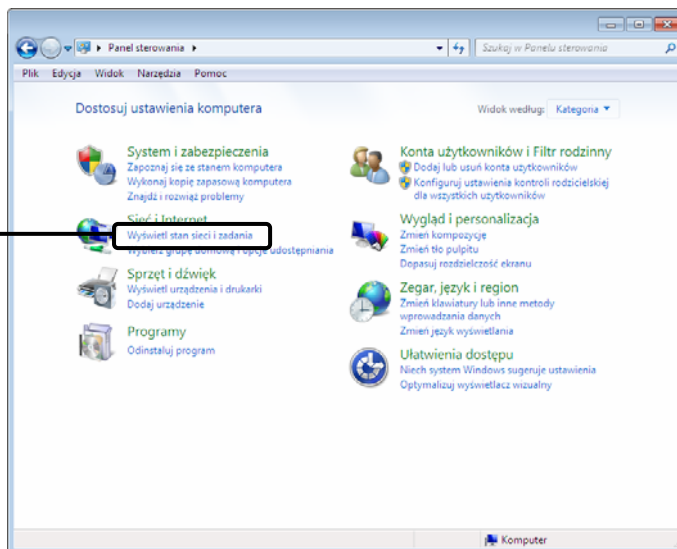 Panel sterowania
Szukaj w Panelu sterowania
Plik Edycja Widok Narzędzia Pomoc
Dostosuj ustawienia komputera
Widok według: Kategoria
System i zabezpieczenia
Zapoznaj się ze stanem komputera
Wykonaj kopię zapasową komputera
Znajdź i rozwiąż problemy
Sieć i Internet
Wyświetl stan sieci i zadania
Wybierz grupę domową i opcje udostępniania
Sprzęt i dźwięk
Wyświetl urządzenia i drukarki
Dodaj urządzenie
Programy
Odinstaluj program
Konta użytkowników i Filtr rodzinny
Dodaj lub usuń konta użytkowników
Konfiguruj ustawienia kontroli rodzicielskiej
dla wszystkich użytkowników
Wygląd i personalizacja
Zmień kompozycję
Zmień tło pulpitu
Dopasuj rozdzielczość ekranu
Zegar, język i region
Zmień klawiatury lub inne metody
wprowadzania danych
Zmień język wyświetlania
Ułatwienia dostępu
Niech system Windows sugeruje ustawienia
Optymalizuj wyświetlacz wizualny
Komputer